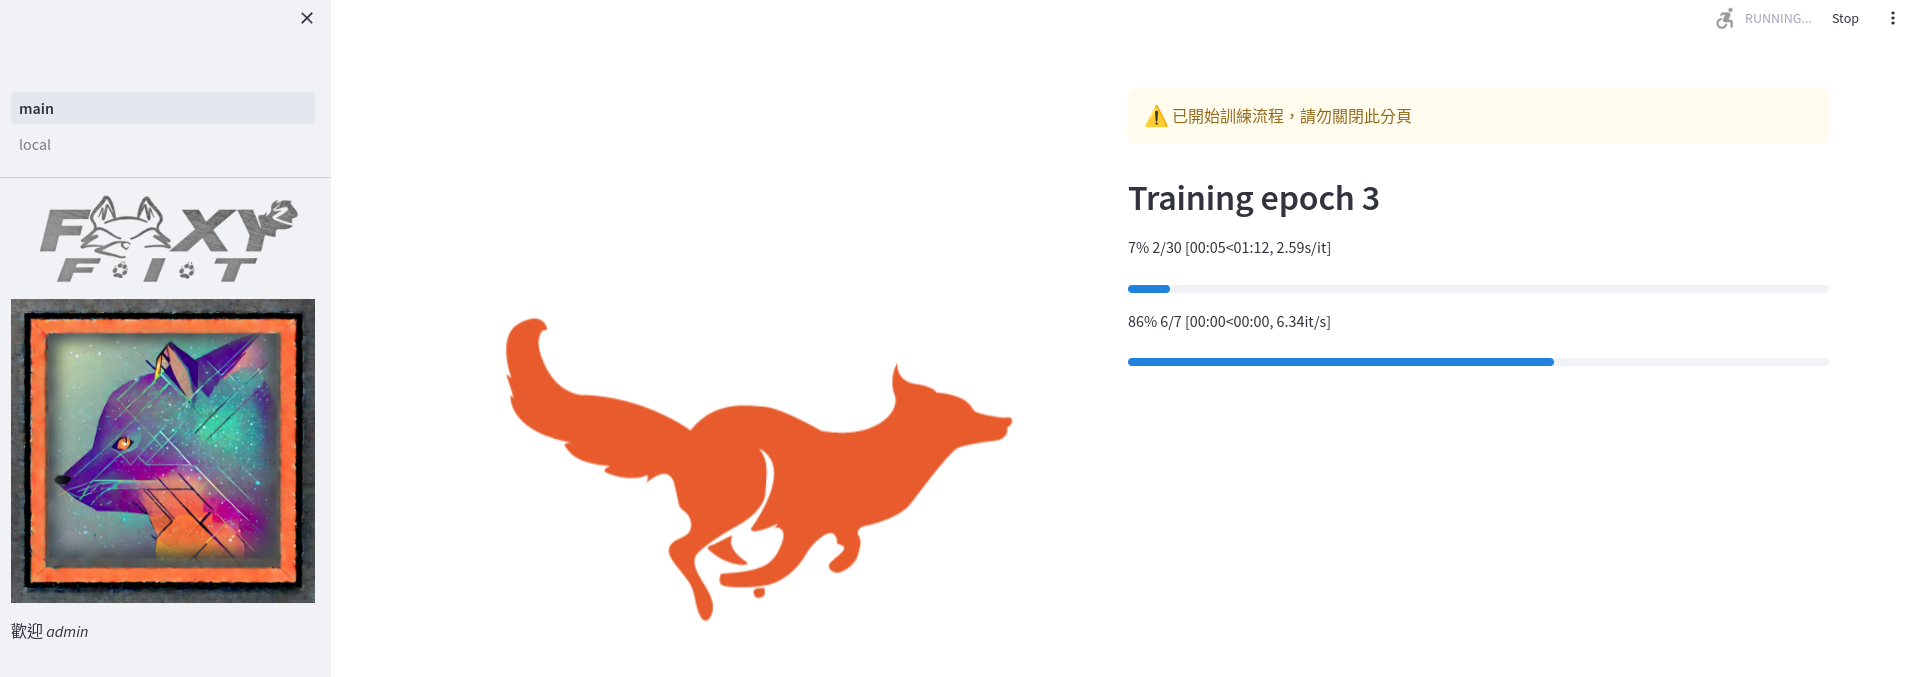 main
local
FOXY
FIT
歡迎 admin
RUNNING...
Stop
已開始訓練流程，請勿關閉此分頁
Training epoch 3
7% 2/30 [00:05<01:12, 2.59s/it]
86% 6/7 [00:00<00:00, 6.34it/s]